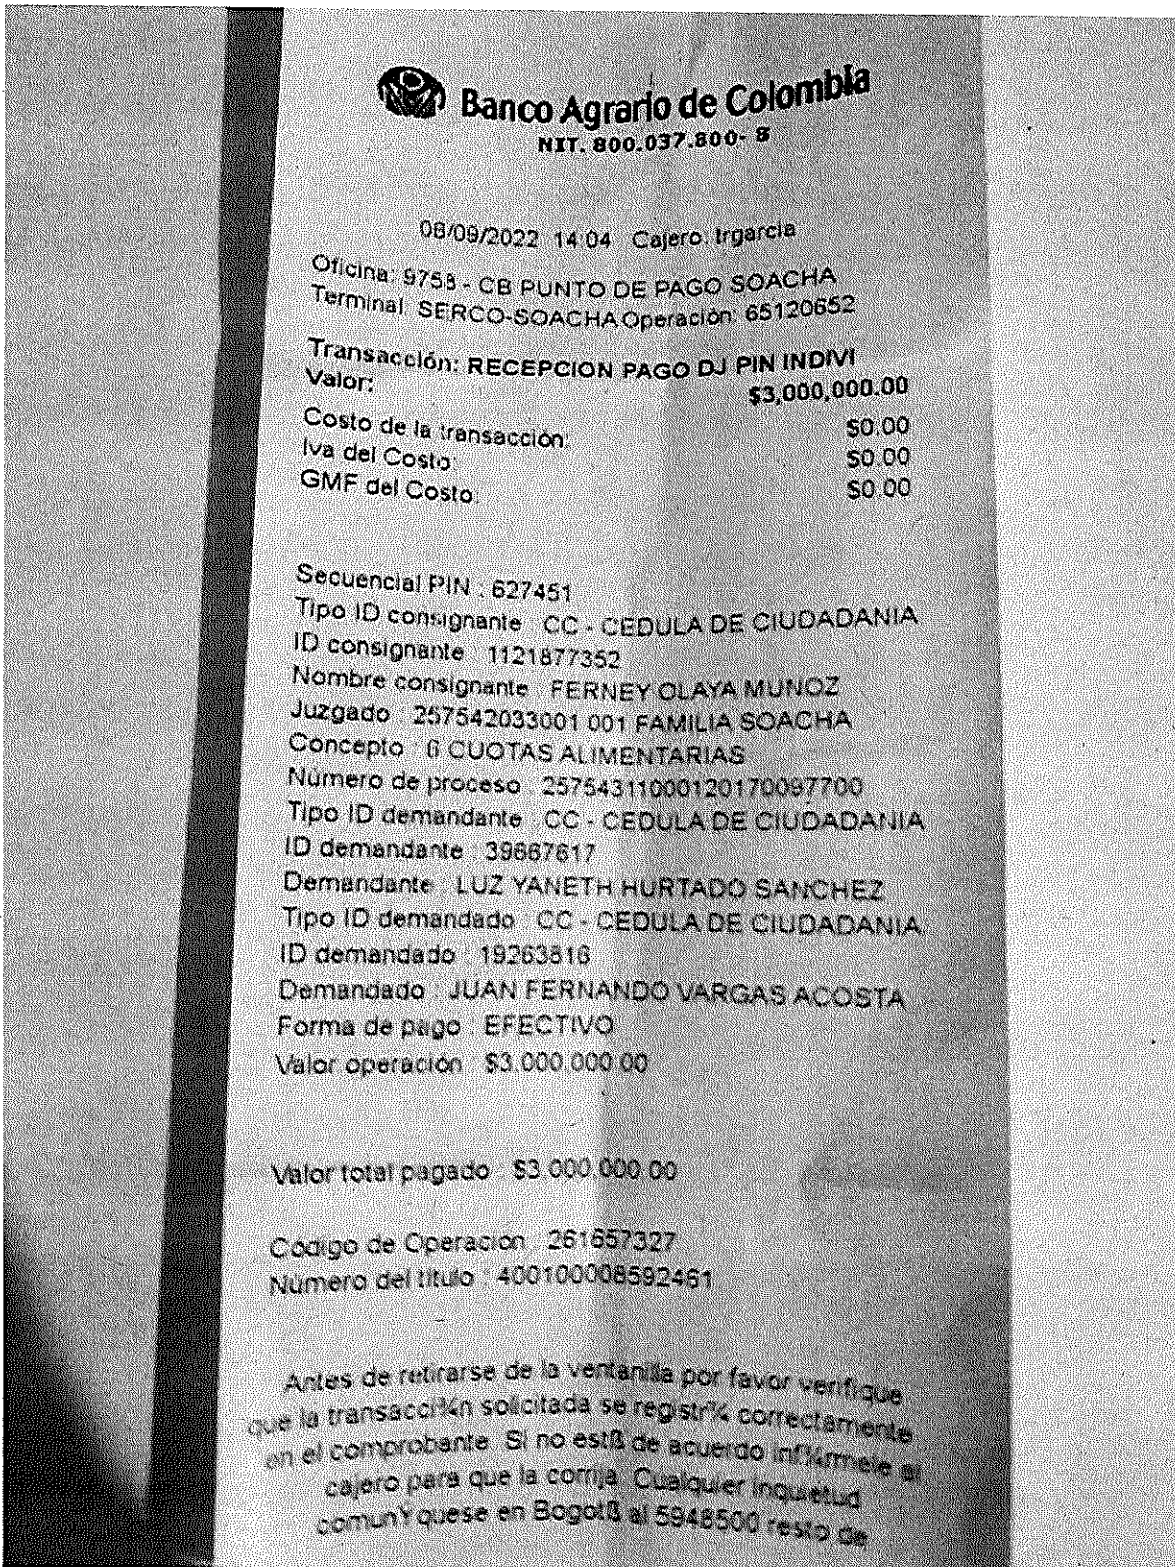 Banco Agrario de Colombia
NIT. 800.037.800- 8
08/09/2022 14:04 Cajero: lrgarcia
Oficina: 9758 - CB PUNTO DE PAGO SOACHA
Terminal: SERCO-SOACHA Operación: 65120652
Transacción: RECEPCION PAGO DJ PIN INDIVI
Valor: $3,000,000.00
Costo de la transacción: $0.00
Iva del Costo: $0.00
GMF del Costo: $0.00
Secuencial PIN : 627451
Tipo ID consignante : CC - CEDULA DE CIUDADANIA
ID consignante : 1121877352
Nombre consignante : FERNEY OLAYA MUNOZ
Juzgado : 257542033001 001 FAMILIA SOACHA
Concepto : 6 CUOTAS ALIMENTARIAS
Número de proceso : 25754311000120170097700
Tipo ID demandante : CC - CEDULA DE CIUDADANIA
ID demandante : 39667617
Demandante : LUZ YANETH HURTADO SANCHEZ
Tipo ID demandado : CC - CEDULA DE CIUDADANIA
ID demandado : 19263816
Demandado : JUAN FERNANDO VARGAS ACOSTA
Forma de pago : EFECTIVO
Valor operación : $3.000.000.00
Valor total pagado : $3.000.000.00
Código de Operación : 261657327
Número del título : 400100008592461
Antes de retirarse de la ventanilla por favor verifique
que la transacci¾n solicitada se registr¾ correctamente
en el comprobante. Si no estß de acuerdo inf¾rmele al
cajero para que la corrija. Cualquier inquietud
comunÝquese en Bogotß al 5948500 resto de